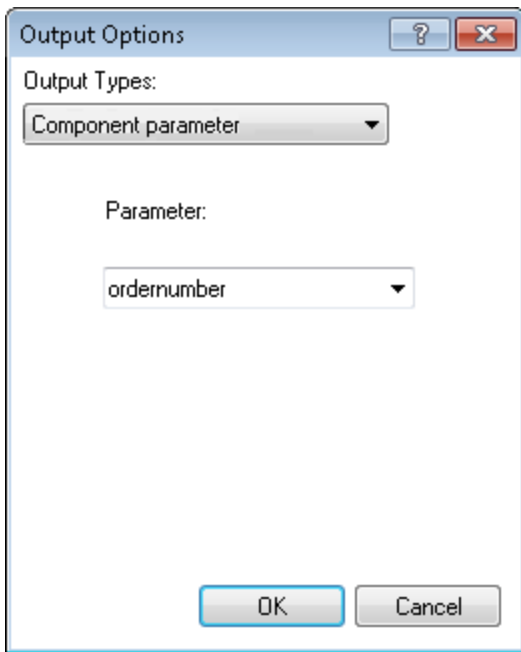 Output Options
Output Types:
Component parameter
Parameter:
ordernumber
OK Cancel